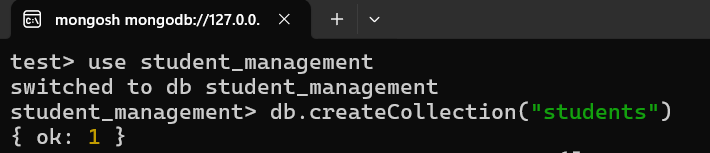 mongosh mongodb://127.0.0.
test> use student_management
switched to db student_management
student_management> db.createCollection("students")
{ ok: 1 }